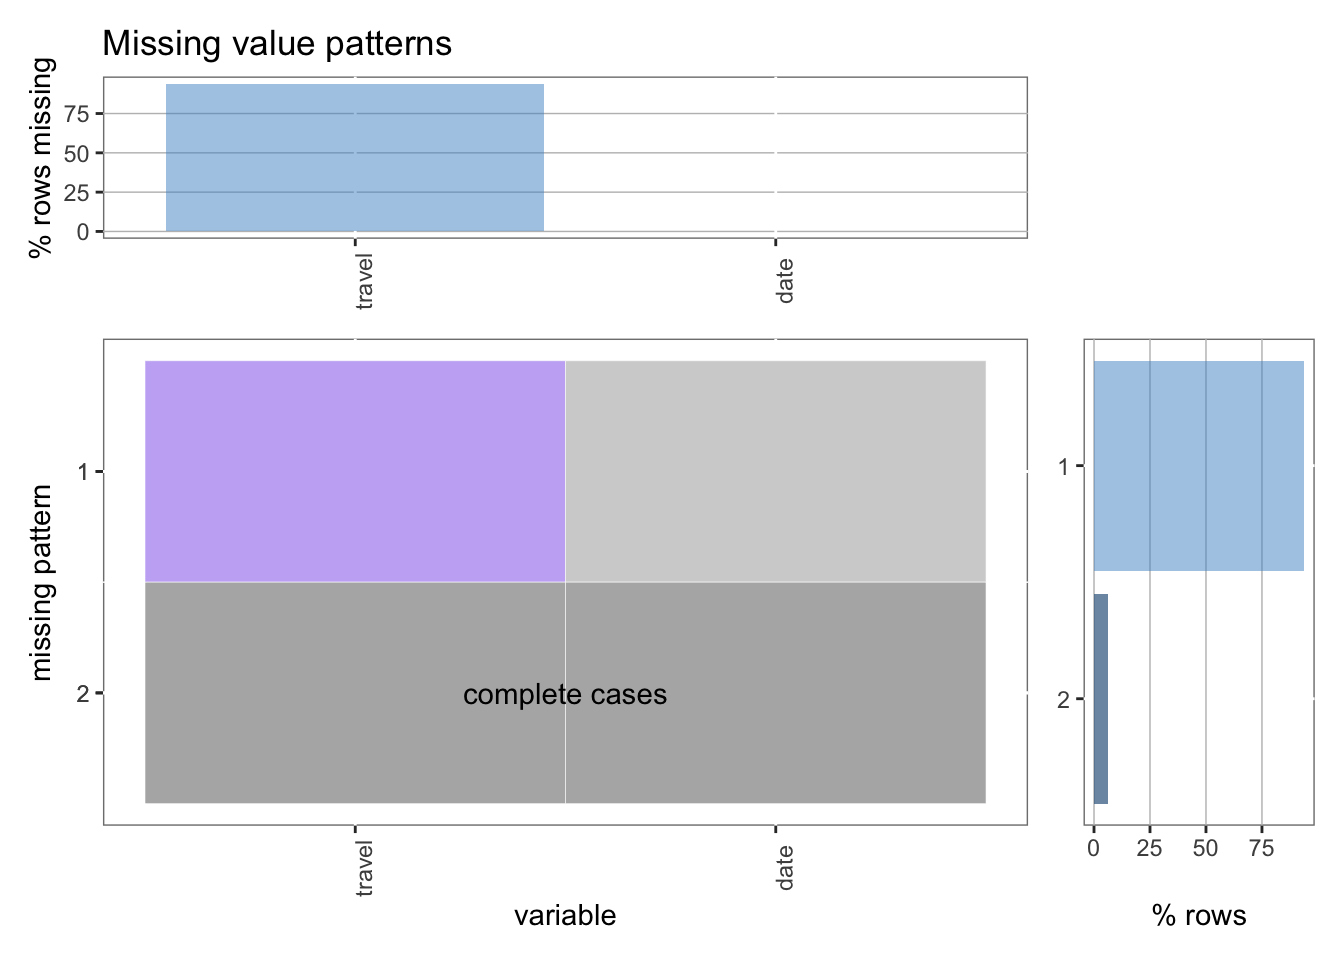 Missing value patterns
% rows missing
75
50
25
0
travel
date
missing pattern
1
2
complete cases
travel
date
variable
1
2
0
25
50
75
% rows